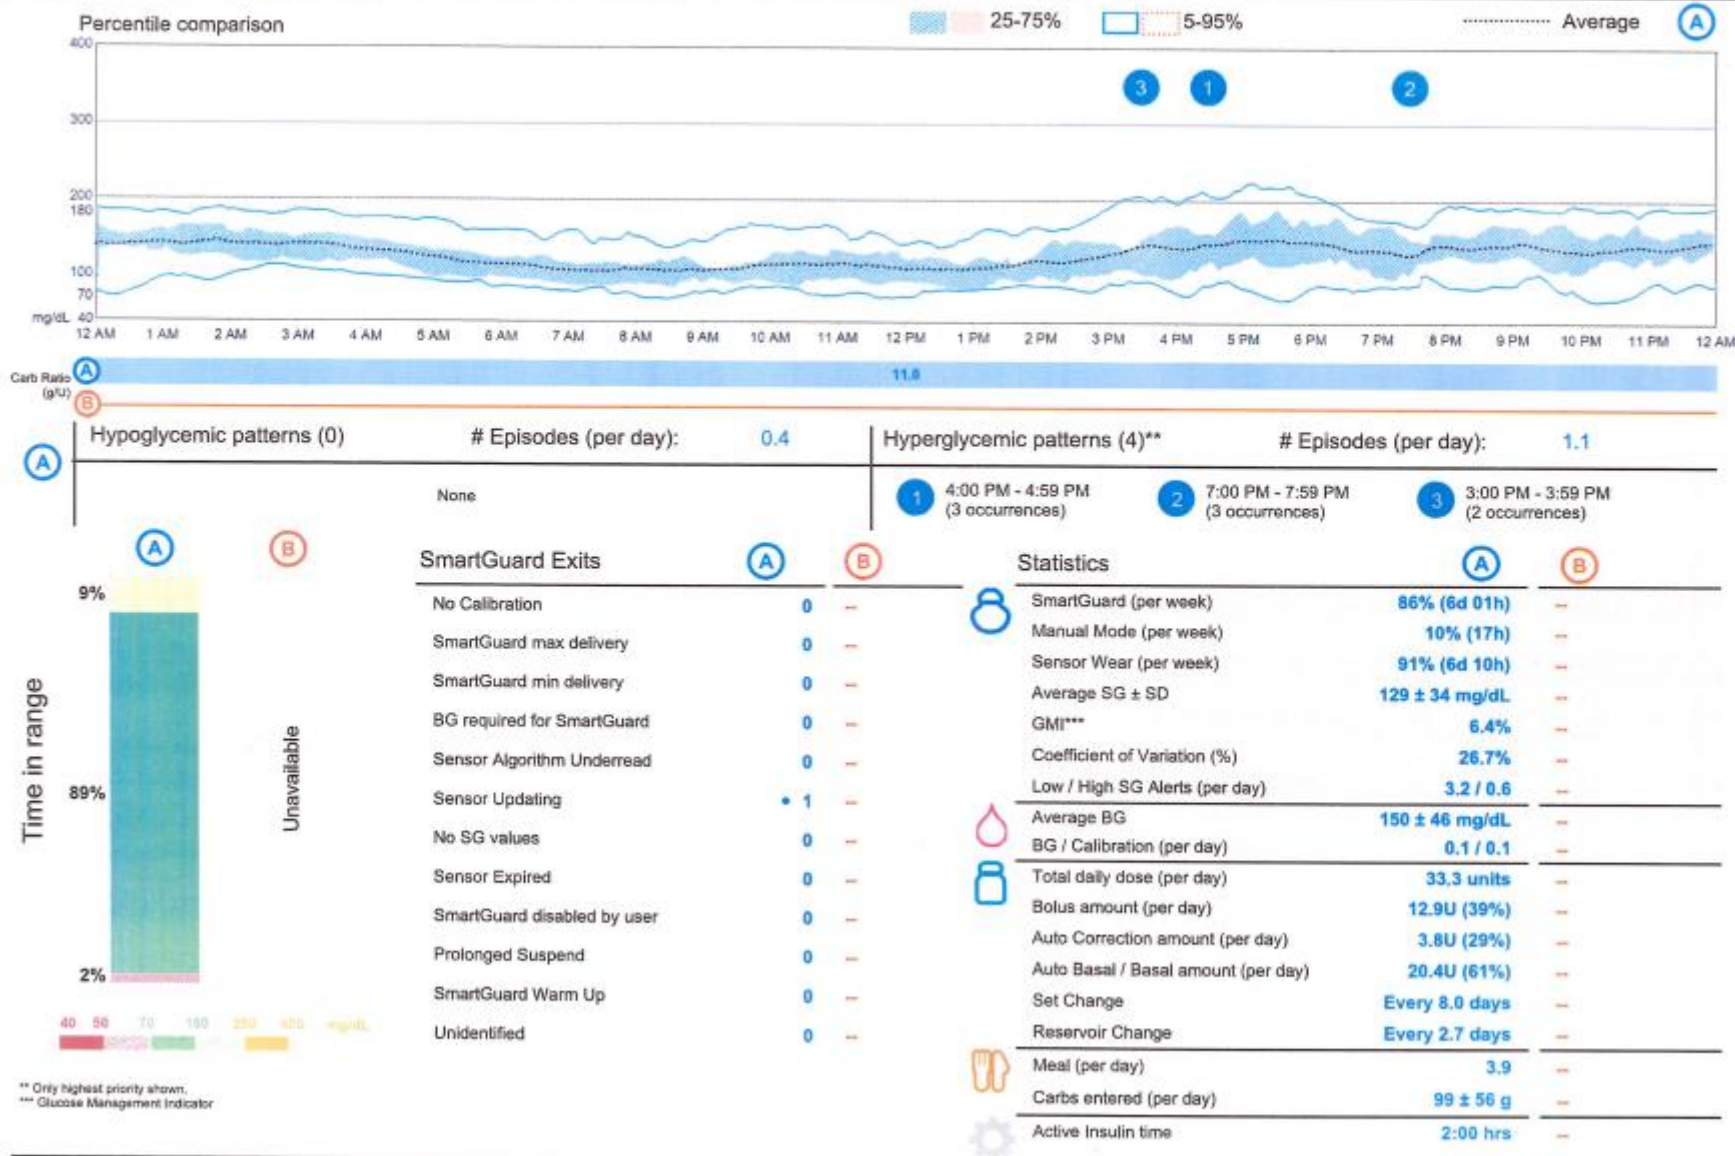 Percentile comparison 25-75% 5-95% Average A
400
300
200
180
100
70
mg/dL 40
3 1 2
12 AM 1 AM 2 AM 3 AM 4 AM 5 AM 6 AM 7 AM 8 AM 9 AM 10 AM 11 AM 12 PM 1 PM 2 PM 3 PM 4 PM 5 PM 6 PM 7 PM 8 PM 9 PM 10 PM 11 PM 12 AM
Carb Ratio (g/U) A 11.0
B
A Hypoglycemic patterns (0) # Episodes (per day): 0.4
None
Hyperglycemic patterns (4)** # Episodes (per day): 1.1
1 4:00 PM - 4:59 PM (3 occurrences)
2 7:00 PM - 7:59 PM (3 occurrences)
3 3:00 PM - 3:59 PM (2 occurrences)
Time in range
A B
9%
89%
2%
Unavailable
40 50 70 180 250 400 mg/dL
** Only highest priority shown.
*** Glucose Management Indicator
SmartGuard Exits A B
No Calibration 0 --
SmartGuard max delivery 0 --
SmartGuard min delivery 0 --
BG required for SmartGuard 0 --
Sensor Algorithm Underread 0 --
Sensor Updating • 1 --
No SG values 0 --
Sensor Expired 0 --
SmartGuard disabled by user 0 --
Prolonged Suspend 0 --
SmartGuard Warm Up 0 --
Unidentified 0 --
Statistics A B
SmartGuard (per week) 86% (6d 01h) --
Manual Mode (per week) 10% (17h) --
Sensor Wear (per week) 91% (6d 10h) --
Average SG ± SD 129 ± 34 mg/dL --
GMI*** 6.4% --
Coefficient of Variation (%) 26.7% --
Low / High SG Alerts (per day) 3.2 / 0.6 --
Average BG 150 ± 46 mg/dL --
BG / Calibration (per day) 0.1 / 0.1 --
Total daily dose (per day) 33.3 units --
Bolus amount (per day) 12.9U (39%) --
Auto Correction amount (per day) 3.8U (29%) --
Auto Basal / Basal amount (per day) 20.4U (61%) --
Set Change Every 8.0 days --
Reservoir Change Every 2.7 days --
Meal (per day) 3.9 --
Carbs entered (per day) 99 ± 56 g --
Active Insulin time 2:00 hrs --